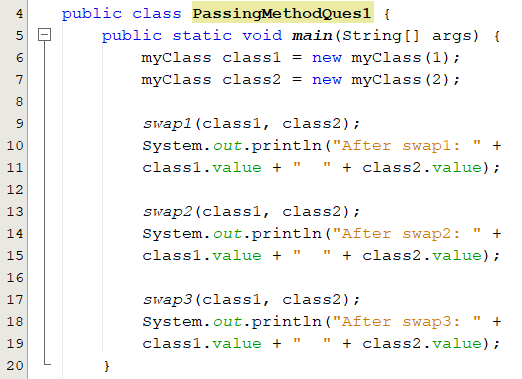 4 public class PassingMethodQues1 {
5 public static void main(String[] args) {
6 myClass class1 = new myClass(1);
7 myClass class2 = new myClass(2);
8
9 swap1(class1, class2);
10 System.out.println("After swap1: " +
11 class1.value + "  " + class2.value);
12
13 swap2(class1, class2);
14 System.out.println("After swap2: " +
15 class1.value + "  " + class2.value);
16
17 swap3(class1, class2);
18 System.out.println("After swap3: " +
19 class1.value + "  " + class2.value);
20 }